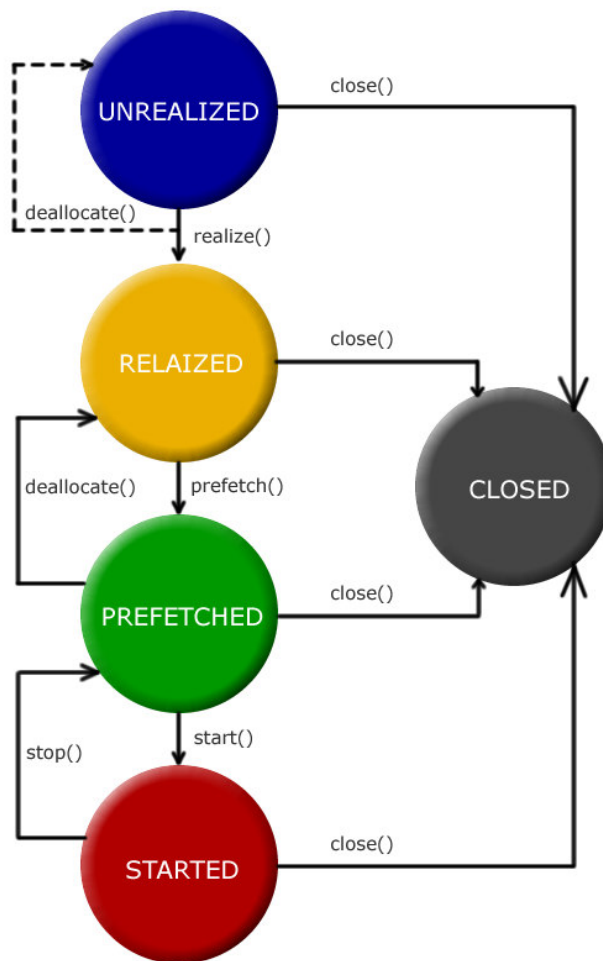 UNREALIZED
close()
deallocate()
realize()
RELAIZED
close()
deallocate()
prefetch()
CLOSED
PREFETCHED
close()
stop()
start()
STARTED
close()